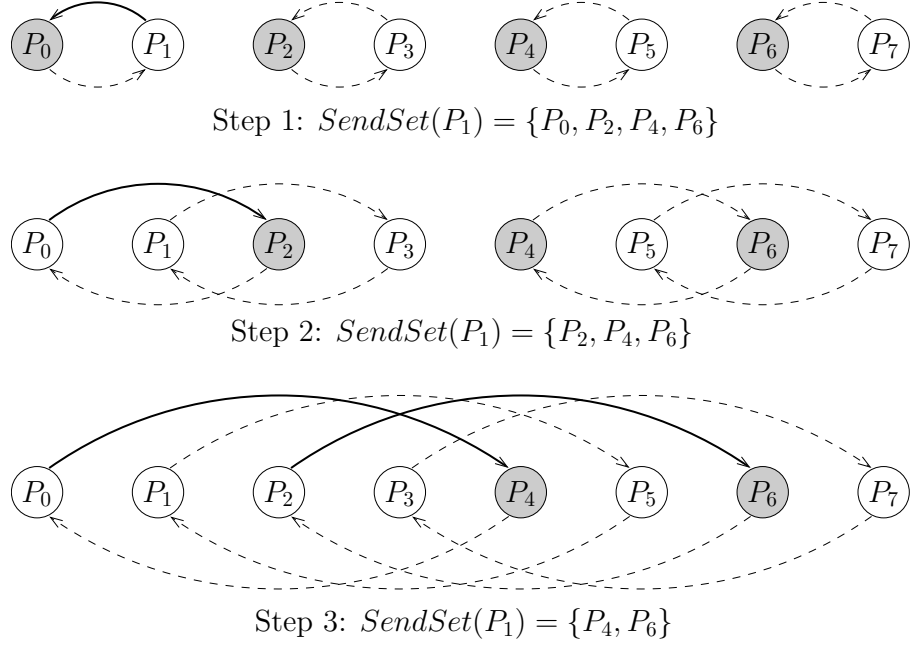 P₀ P₁ P₂ P₃ P₄ P₅ P₆ P₇
Step 1: SendSet(P₁) = {P₀, P₂, P₄, P₆}
P₀ P₁ P₂ P₃ P₄ P₅ P₆ P₇
Step 2: SendSet(P₁) = {P₂, P₄, P₆}
P₀ P₁ P₂ P₃ P₄ P₅ P₆ P₇
Step 3: SendSet(P₁) = {P₄, P₆}